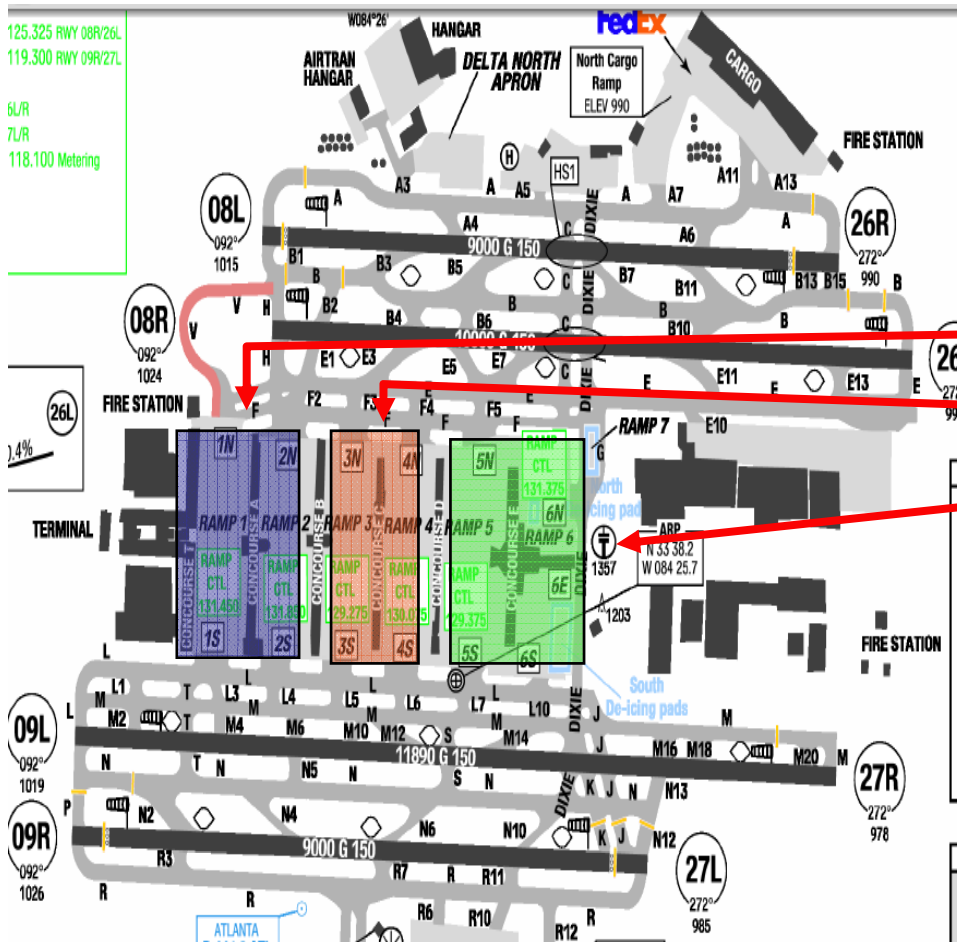 125.325 RWY 08R/26L
119.300 RWY 09R/27L
6L/R
7L/R
118.100 Metering
W084°26'
HANGAR
AIRTRAN
HANGAR
DELTA NORTH
APRON
FedEx
North Cargo
Ramp
ELEV 990
CARGO
FIRE STATION
H
HS1
A3
A
A5
DIXIE
A
A7
A11
A13
08L
092°
1015
A
A4
C
A6
A
26R
272°
990
9000 G 150
B1
B
B3
B5
C
DIXIE
B7
B11
B13
B15
B
V
H
B2
B
B
B
08R
092°
1024
V
B4
B6
C
B10
10000 G 150
H
E1
E3
E5
E7
C
DIXIE
E
E11
E
E13
E
26
272
99
26L
0.4%
FIRE STATION
F
F2
F3
F4
E
F5
E
F
F
F
RAMP 7
E10
G
1N
2N
3N
4N
5N
RAMP
CTL
131.375
6N
North
pad
TERMINAL
RAMP 1
RAMP 2
RAMP 3
RAMP 4
RAMP 5
RAMP 6
CONCOURSE T
CONCOURSE A
CONCOURSE B
CONCOURSE C
CONCOURSE D
CONCOURSE E
DIXIE
1357
ARP
N 33 38.2
W 084 25.7
RAMP
CTL
131.450
RAMP
CTL
RAMP
CTL
129.275
RAMP
CTL
RAMP
CTL
129.375
6E
1203
1S
2S
3S
4S
5S
6S
FIRE STATION
South
De-icing pads
L
L
L
L
L
M
L1
T
L3
L4
L5
L6
L7
L10
DIXIE
J
M
M2
T
M
M4
M6
M
M10
M12
S
M
M14
J
M16
M18
M20
M
09L
092°
1019
11890 G 150
27R
272°
978
N
T
N
N5
N
S
N
K
J
N
N13
P
N2
N4
N6
N10
DIXIE
K
J
N12
09R
092°
1026
9000 G 150
R3
R7
R
R11
27L
272°
985
R
R
R6
R10
R12
R
ATLANTA